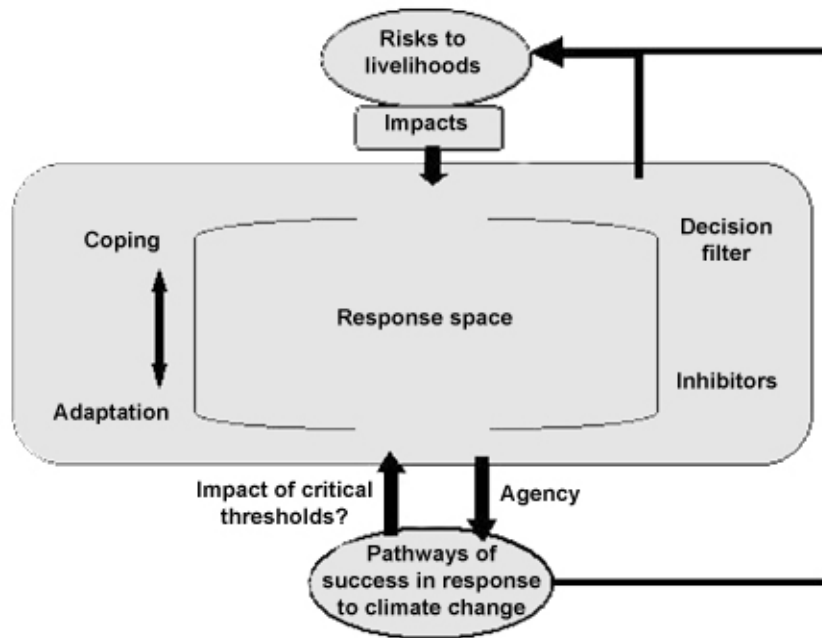 Risks to
livelihoods
Impacts
Coping
Decision
filter
Response space
Adaptation
Inhibitors
Impact of critical
thresholds?
Agency
Pathways of
success in response
to climate change